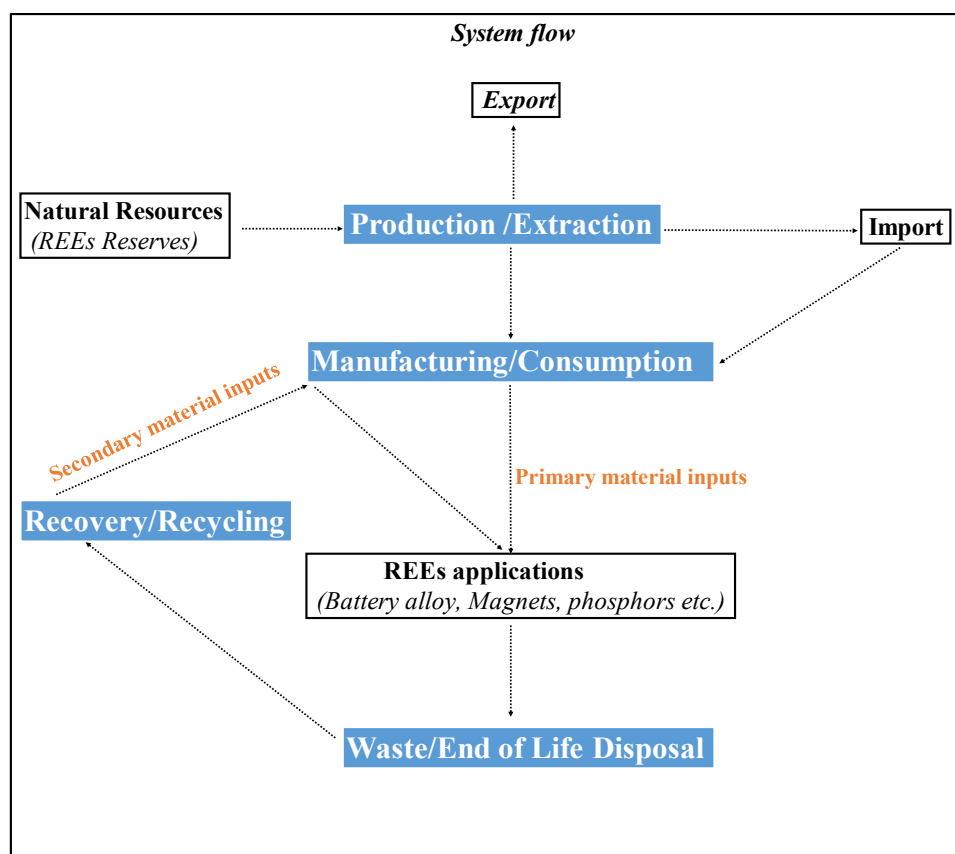 System flow
Export
Natural Resources
(REEs Reserves)
Production /Extraction
Import
Manufacturing/Consumption
Secondary material inputs
Primary material inputs
Recovery/Recycling
REEs applications
(Battery alloy, Magnets, phosphors etc.)
Waste/End of Life Disposal